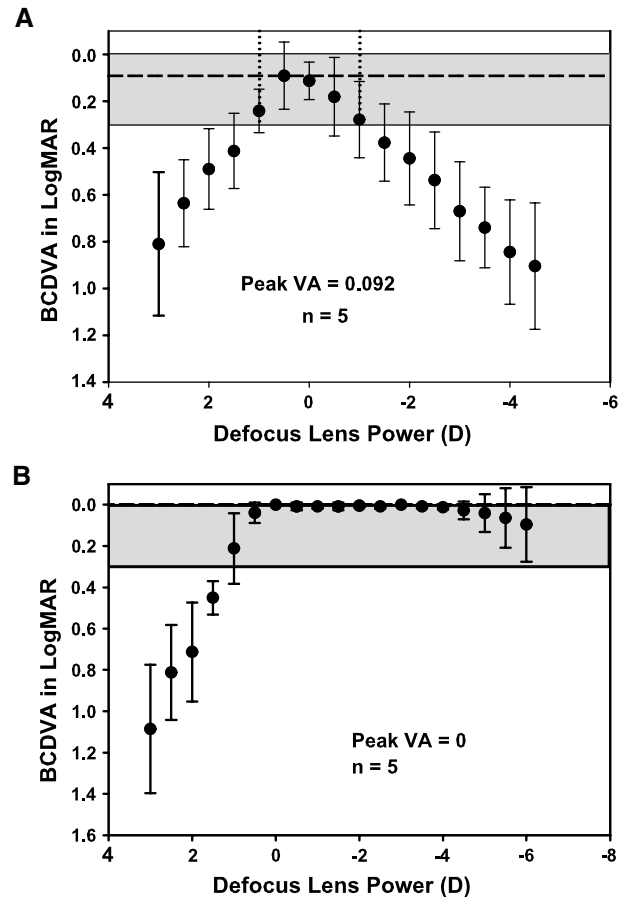 A
0.0
0.2
0.4
0.6
0.8
1.0
1.2
1.4
BCDVA in LogMAR
Peak VA = 0.092
n = 5
4 2 0 -2 -4 -6
Defocus Lens Power (D)
B
0.0
0.2
0.4
0.6
0.8
1.0
1.2
1.4
1.6
BCDVA in LogMAR
Peak VA = 0
n = 5
4 2 0 -2 -4 -6 -8
Defocus Lens Power (D)